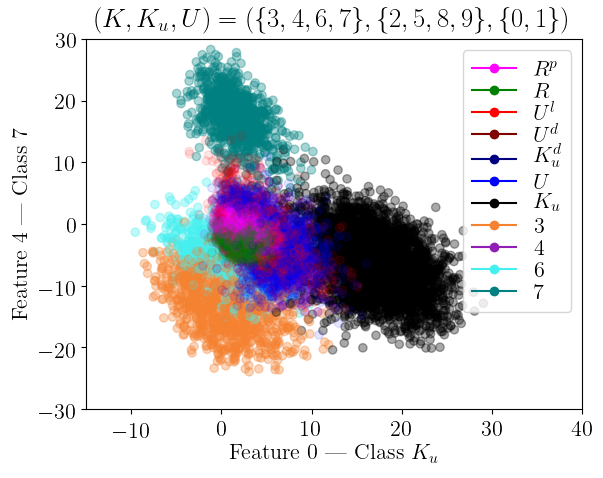 (K, K_u, U) = ({3, 4, 6, 7}, {2, 5, 8, 9}, {0, 1})
30
20
10
0
−10
−20
−30
Feature 4 — Class 7
−10
0
10
20
30
40
Feature 0 — Class K_u
R^p
R
U^l
U^d
K_u^d
U
K_u
3
4
6
7